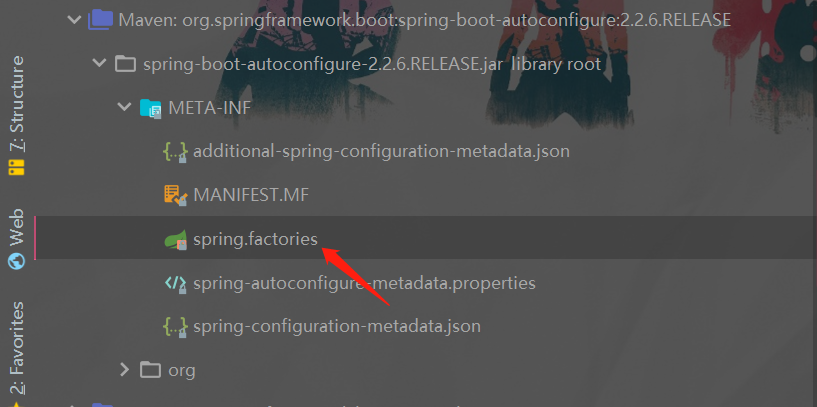 Maven: org.springframework.boot:spring-boot-autoconfigure:2.2.6.RELEASE
spring-boot-autoconfigure-2.2.6.RELEASE.jar library root
META-INF
additional-spring-configuration-metadata.json
MANIFEST.MF
spring.factories
spring-autoconfigure-metadata.properties
spring-configuration-metadata.json
org
7: Structure
Web
2: Favorites